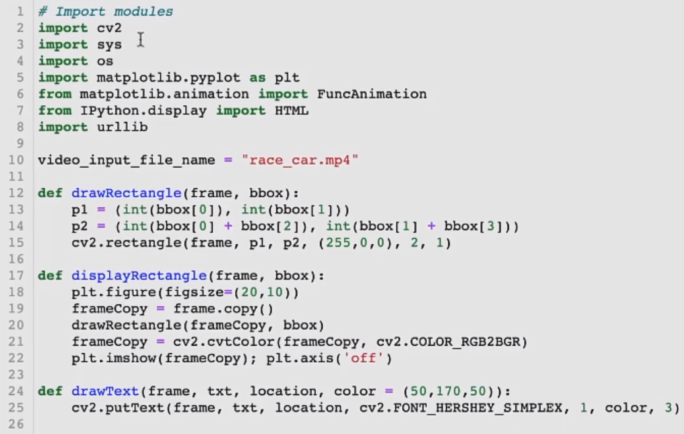 1 # Import modules
2 import cv2
3 import sys
4 import os
5 import matplotlib.pyplot as plt
6 from matplotlib.animation import FuncAnimation
7 from IPython.display import HTML
8 import urllib
9
10 video_input_file_name = "race_car.mp4"
11
12 def drawRectangle(frame, bbox):
13     p1 = (int(bbox[0]), int(bbox[1]))
14     p2 = (int(bbox[0] + bbox[2]), int(bbox[1] + bbox[3]))
15     cv2.rectangle(frame, p1, p2, (255,0,0), 2, 1)
16
17 def displayRectangle(frame, bbox):
18     plt.figure(figsize=(20,10))
19     frameCopy = frame.copy()
20     drawRectangle(frameCopy, bbox)
21     frameCopy = cv2.cvtColor(frameCopy, cv2.COLOR_RGB2BGR)
22     plt.imshow(frameCopy); plt.axis('off')
23
24 def drawText(frame, txt, location, color = (50,170,50)):
25     cv2.putText(frame, txt, location, cv2.FONT_HERSHEY_SIMPLEX, 1, color, 3)
26